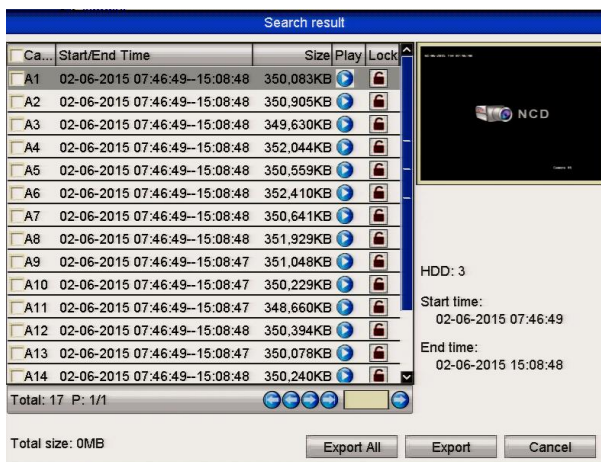 Search result
Ca... Start/End Time Size Play Lock
A1 02-06-2015 07:46:49--15:08:48 350,083KB
A2 02-06-2015 07:46:49--15:08:48 350,905KB
A3 02-06-2015 07:46:49--15:08:48 349,630KB
A4 02-06-2015 07:46:49--15:08:48 352,044KB
A5 02-06-2015 07:46:49--15:08:48 350,559KB
A6 02-06-2015 07:46:49--15:08:48 352,410KB
A7 02-06-2015 07:46:49--15:08:48 350,641KB
A8 02-06-2015 07:46:49--15:08:48 351,929KB
A9 02-06-2015 07:46:49--15:08:47 351,048KB
A10 02-06-2015 07:46:49--15:08:47 350,229KB
A11 02-06-2015 07:46:49--15:08:47 348,660KB
A12 02-06-2015 07:46:49--15:08:48 350,394KB
A13 02-06-2015 07:46:49--15:08:47 350,078KB
A14 02-06-2015 07:46:49--15:08:48 350,240KB
Total: 17 P: 1/1
Total size: 0MB
NCD
HDD: 3
Start time:
02-06-2015 07:46:49
End time:
02-06-2015 15:08:48
Export All Export Cancel